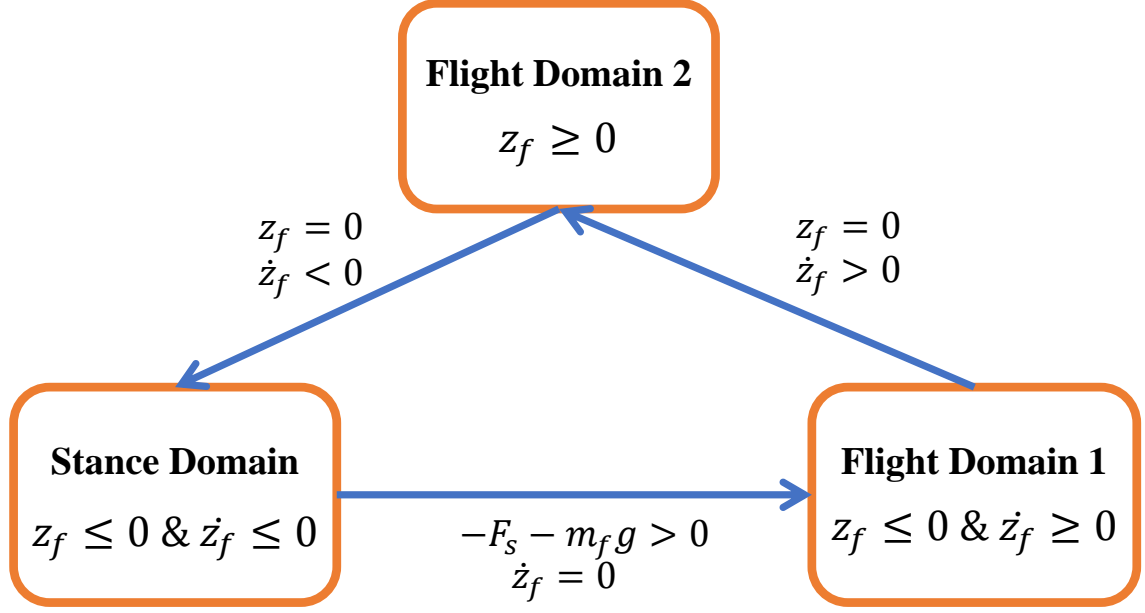 Flight Domain 2
z_f ≥ 0
z_f = 0
ż_f < 0
z_f = 0
ż_f > 0
Stance Domain
z_f ≤ 0 & ż_f ≤ 0
-F_s - m_f g > 0
ż_f = 0
Flight Domain 1
z_f ≤ 0 & ż_f ≥ 0